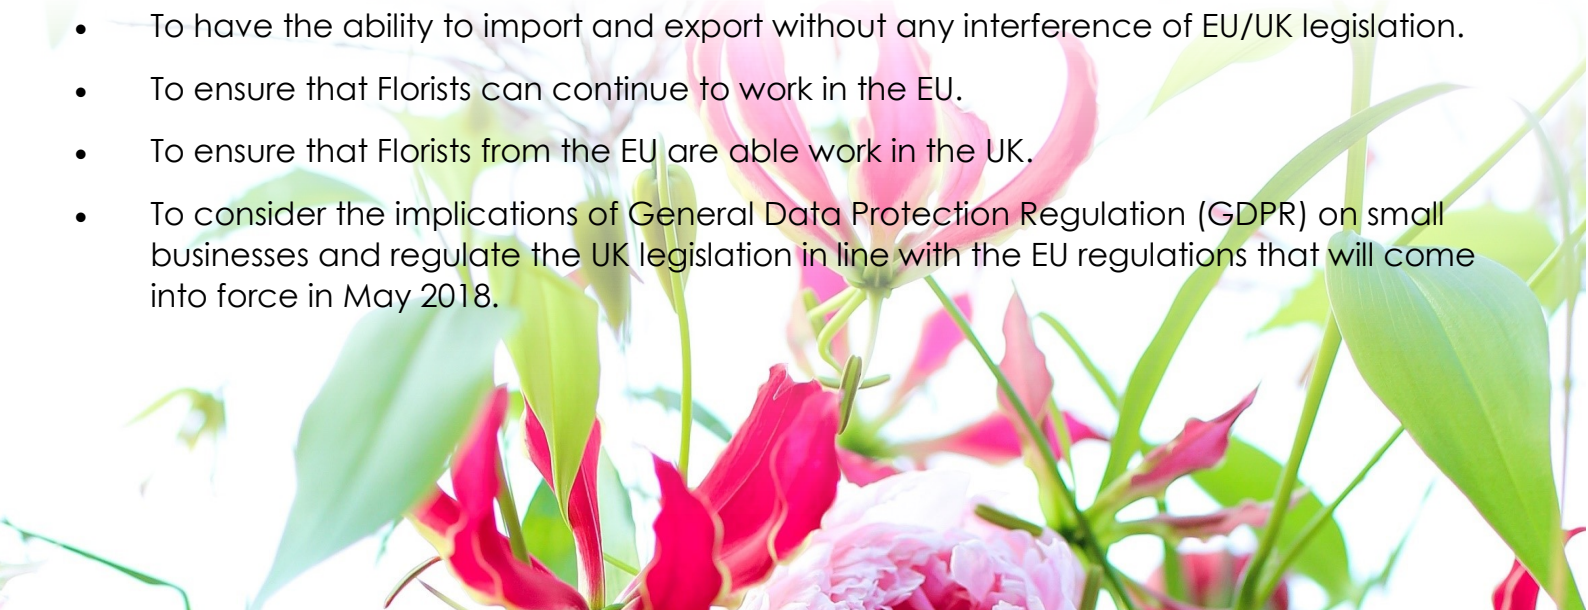 • To have the ability to import and export without any interference of EU/UK legislation.
• To ensure that Florists can continue to work in the EU.
• To ensure that Florists from the EU are able work in the UK.
• To consider the implications of General Data Protection Regulation (GDPR) on small
businesses and regulate the UK legislation in line with the EU regulations that will come
into force in May 2018.